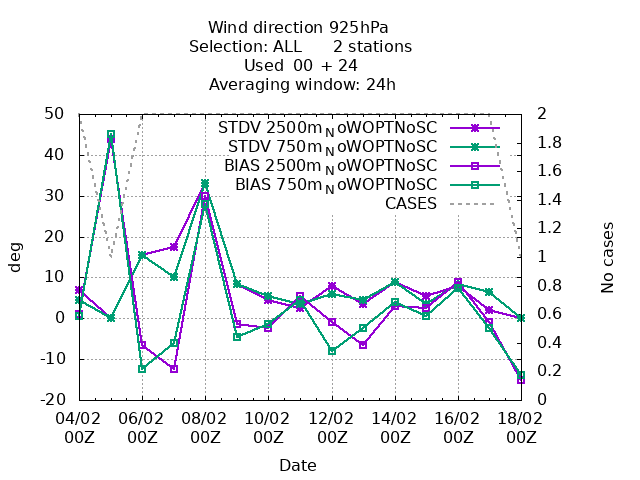 Wind direction 925hPa
Selection: ALL      2 stations
Used  00  + 24
Averaging window: 24h
STDV 2500m_NoWOPTNoSC
STDV 750m_NoWOPTNoSC
BIAS 2500m_NoWOPTNoSC
BIAS 750m_NoWOPTNoSC
CASES
50
40
30
20
10
0
-10
-20
deg
2
1.8
1.6
1.4
1.2
1
0.8
0.6
0.4
0.2
0
No cases
04/02 06/02 08/02 10/02 12/02 14/02 16/02 18/02
00Z 00Z 00Z 00Z 00Z 00Z 00Z 00Z
Date